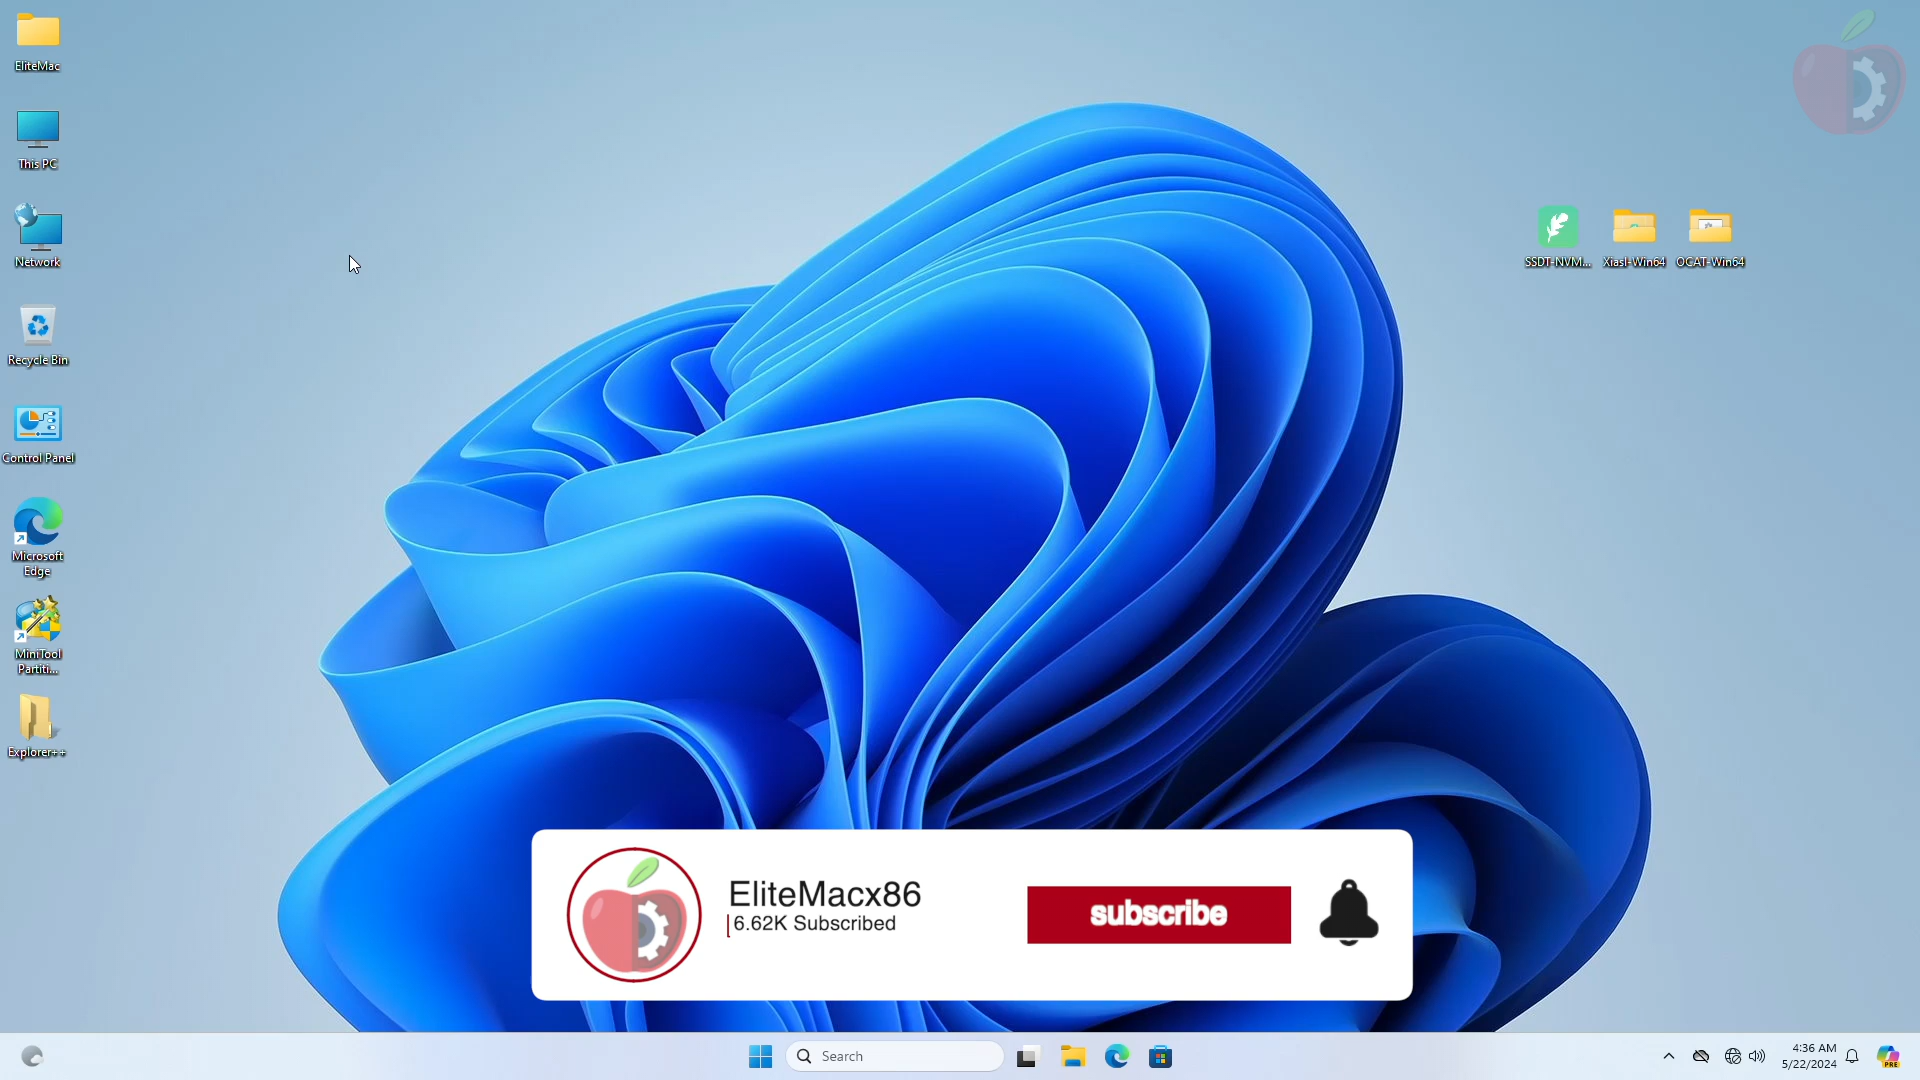 EliteMac
This PC
Network
Recycle Bin
Control Panel
Microsoft
Edge
MiniTool
Partiti...
Explorer++
SSDT-NVM...
Xiasl-Win64
OCAT-Win64
EliteMacx86
6.62K Subscribed
subscribe
Search
4:36 AM
5/22/2024
PRE